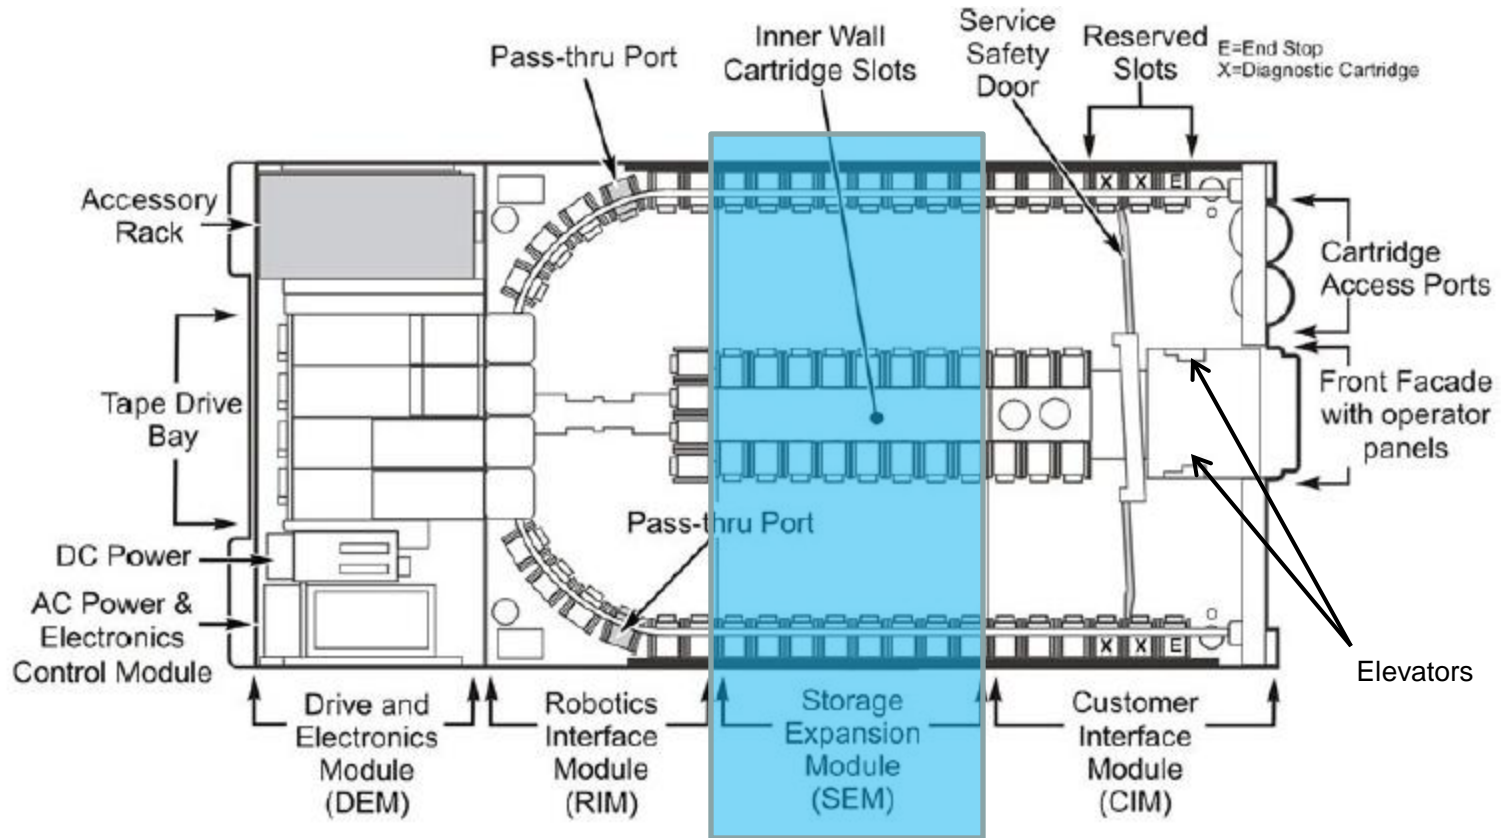 Pass-thru Port
Inner Wall
Cartridge Slots
Service
Safety
Door
Reserved
Slots
E=End Stop
X=Diagnostic Cartridge
Accessory
Rack
X X E
Cartridge
Access Ports
Tape Drive
Bay
Front Facade
with operator
panels
Pass-thru Port
DC Power
AC Power &
Electronics
Control Module
X X E
Elevators
Drive and
Electronics
Module
(DEM)
Robotics
Interface
Module
(RIM)
Storage
Expansion
Module
(SEM)
Customer
Interface
Module
(CIM)